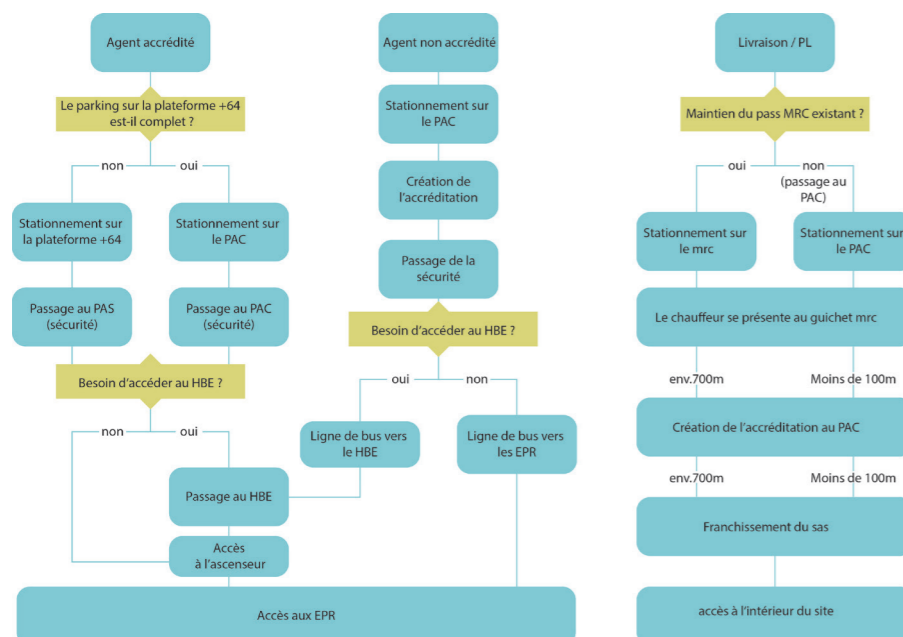 Agent accrédité
Agent non accrédité
Livraison / PL
Le parking sur la plateforme +64
est-il complet ?
Stationnement sur
le PAC
Maintien du pass MRC existant ?
non
oui
Création de
l'accréditation
oui
non
(passage au
PAC)
Stationnement sur
la plateforme +64
Stationnement sur
le PAC
Passage de la
sécurité
Stationnement sur
le mrc
Stationnement sur
le PAC
Passage au PAS
(sécurité)
Passage au PAC
(sécurité)
Besoin d'accéder au HBE ?
Le chauffeur se présente au guichet mrc
Besoin d'accéder au HBE ?
oui
non
env.700m
Moins de 100m
non
oui
Ligne de bus vers
le HBE
Ligne de bus vers
les EPR
Création de l'accréditation au PAC
Passage au HBE
env.700m
Moins de 100m
Franchissement du sas
Accès
à l'ascenseur
Accès aux EPR
accès à l'intérieur du site